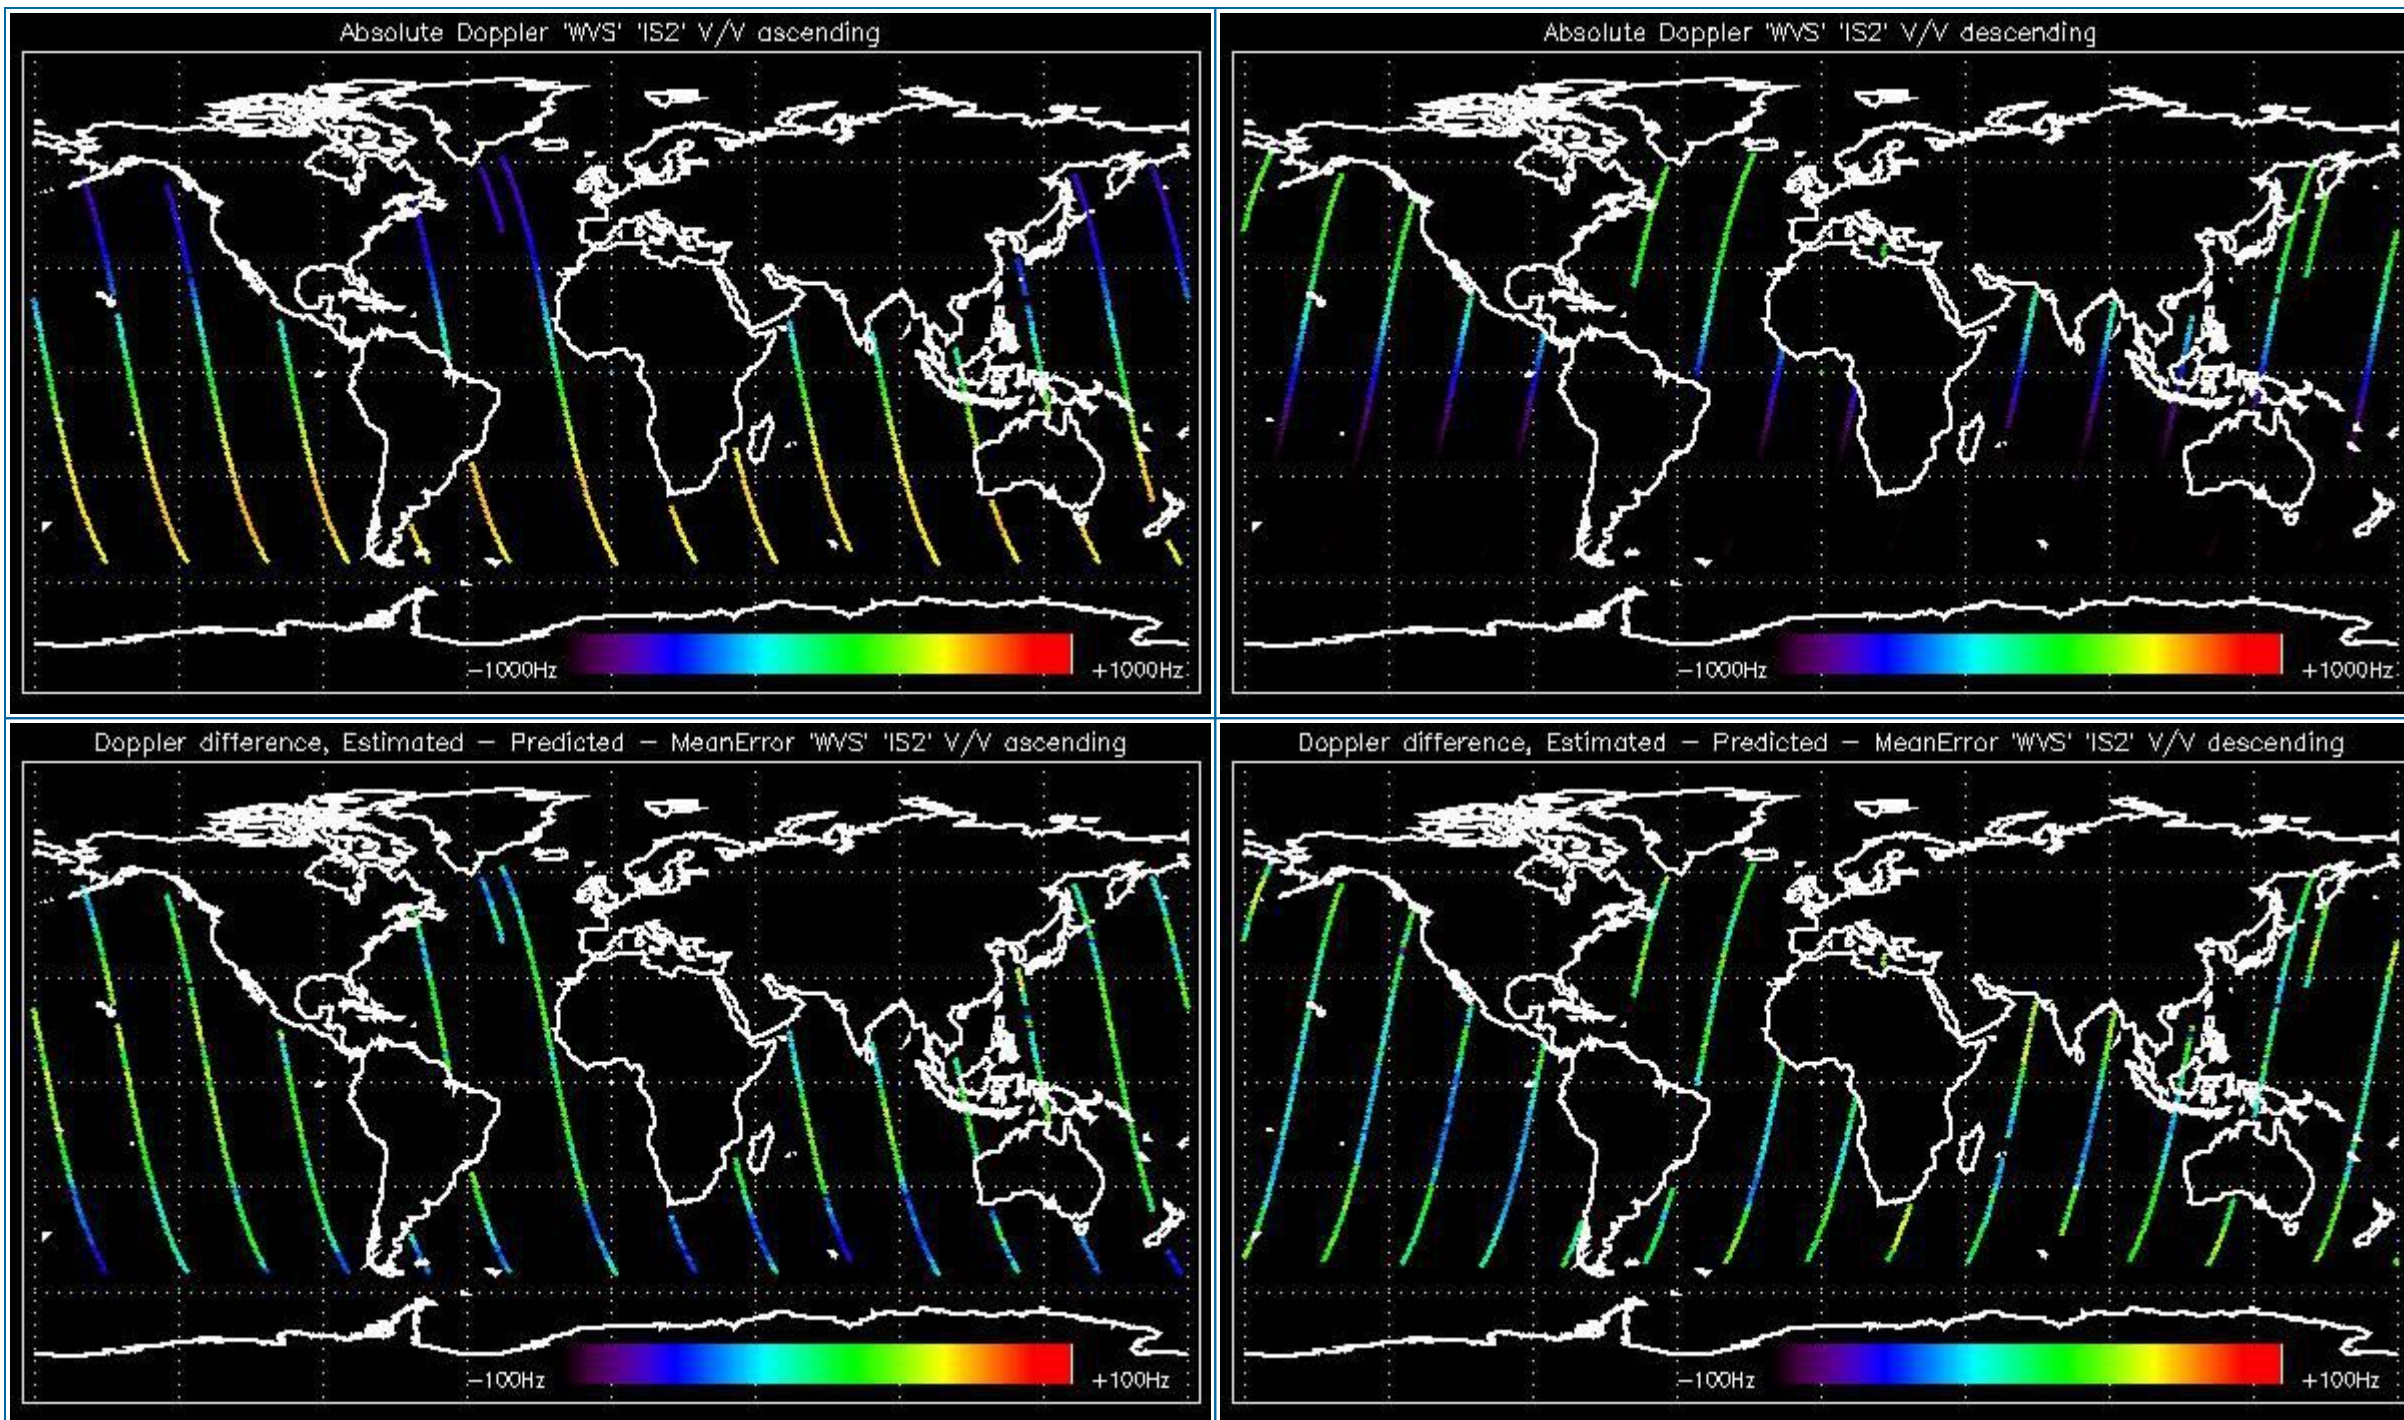 Absolute Doppler 'WVS' 'IS2' V/V ascending
-1000Hz
+1000Hz
Absolute Doppler 'WVS' 'IS2' V/V descending
-1000Hz
+1000Hz
Doppler difference, Estimated - Predicted - MeanError 'WVS' 'IS2' V/V ascending
-100Hz
+100Hz
Doppler difference, Estimated - Predicted - MeanError 'WVS' 'IS2' V/V descending
-100Hz
+100Hz